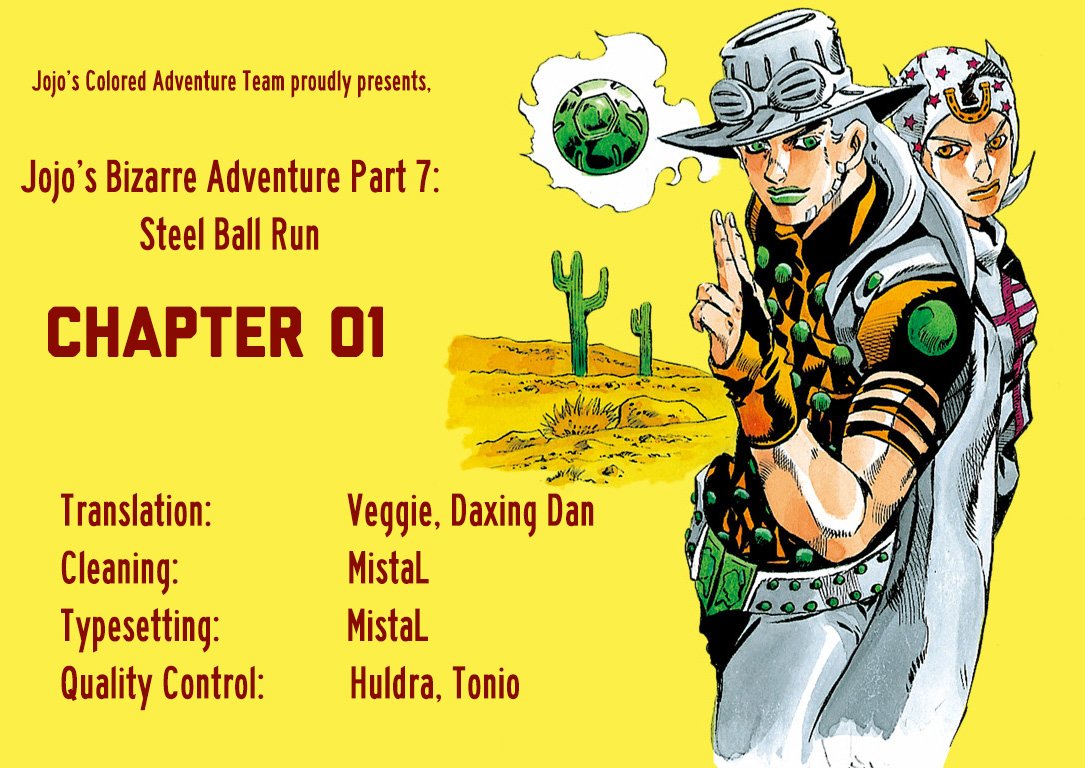 Jojo's Colored Adventure Team proudly presents,
Jojo's Bizarre Adventure Part 7:
Steel Ball Run
CHAPTER 01
Translation: Veggie, Daxing Dan
Cleaning: MistaL
Typesetting: MistaL
Quality Control: Huldra, Tonio